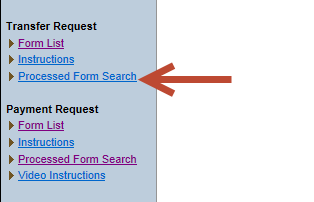 Transfer Request
Form List
Instructions
Processed Form Search
Payment Request
Form List
Instructions
Processed Form Search
Video Instructions